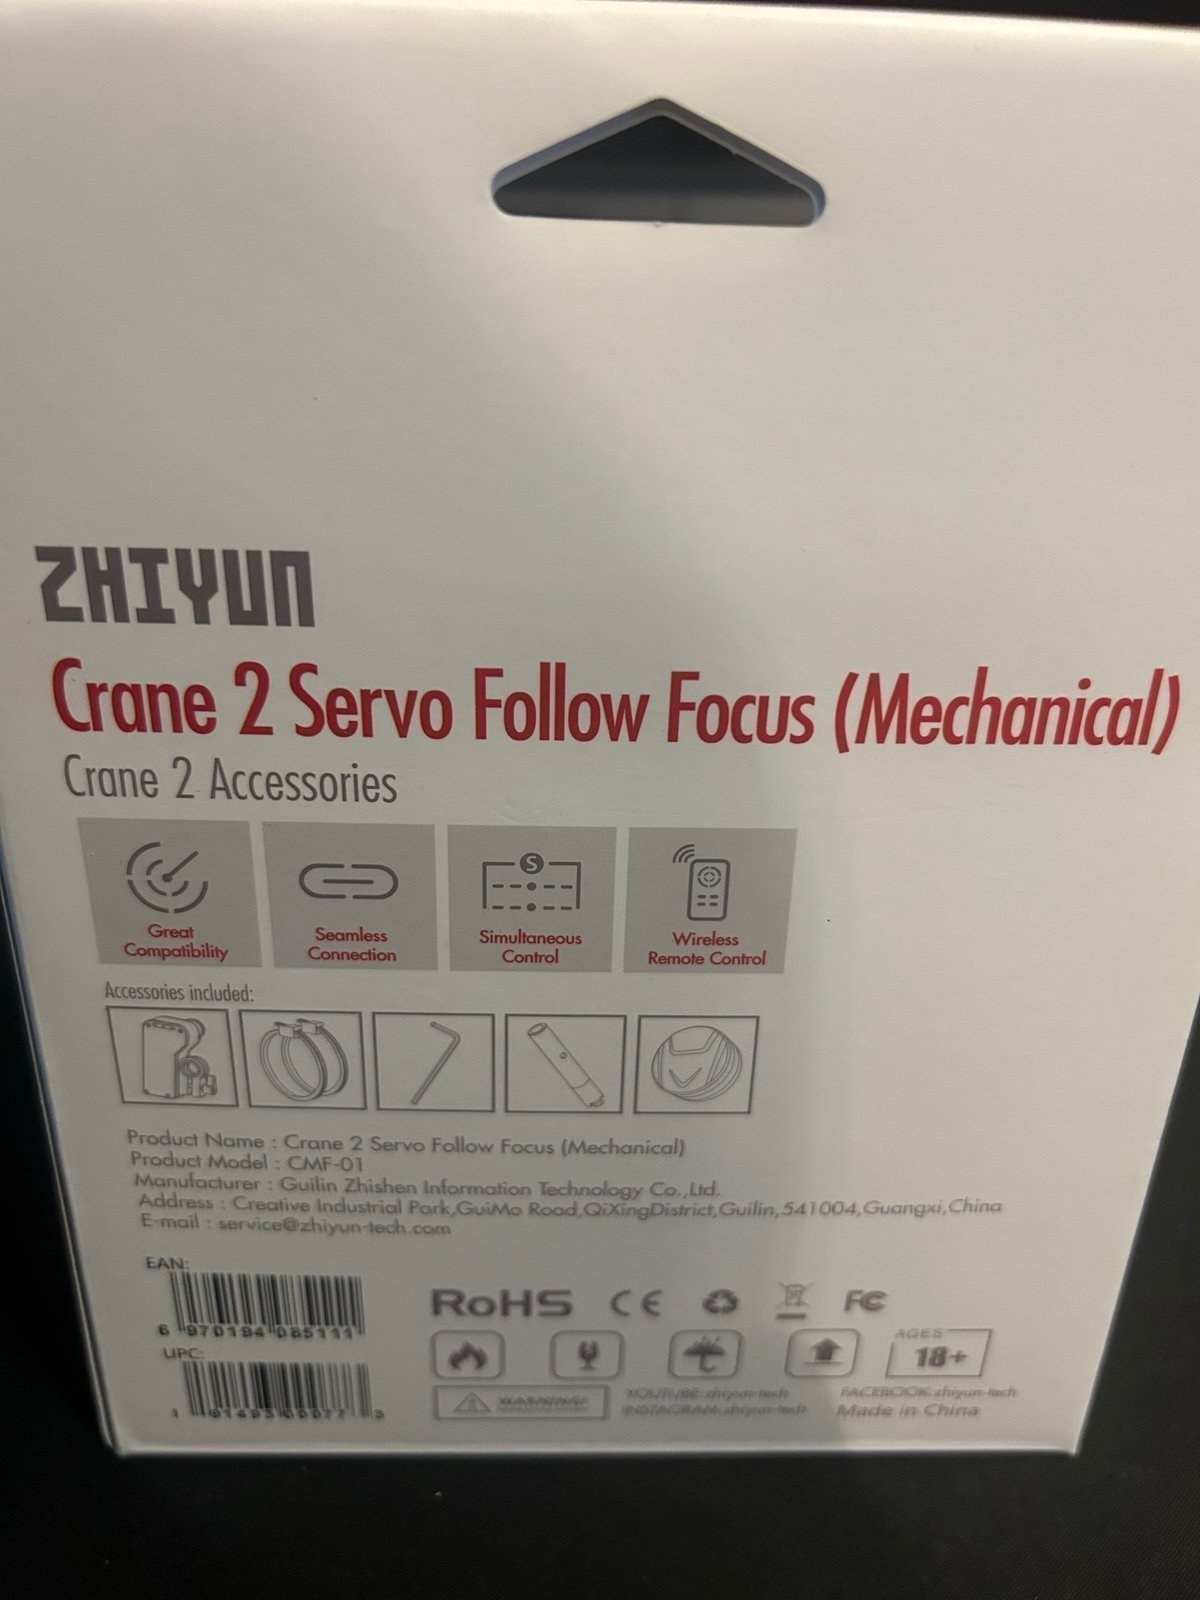 ZHIYUN
Crane 2 Servo Follow Focus (Mechanical)
Crane 2 Accessories
Great Compatibility
Seamless Connection
Simultaneous Control
Wireless Remote Control
Accessories included:
Product Name : Crane 2 Servo Follow Focus (Mechanical)
Product Model : CMF-01
Manufacturer : Guilin Zhishen Information Technology Co.,Ltd.
Address : Creative Industrial Park,GuiMo Road,QiXingDistrict,Guilin,541004,Guangxi,China
E-mail : service@zhiyun-tech.com
EAN:
6 970194 085111
RoHS CE FC
UPC:
AGES
18+
WARNING!
YOUTUBE: zhiyun-tech
FACEBOOK: zhiyun-tech
INSTAGRAM: zhiyun-tech
Made in China